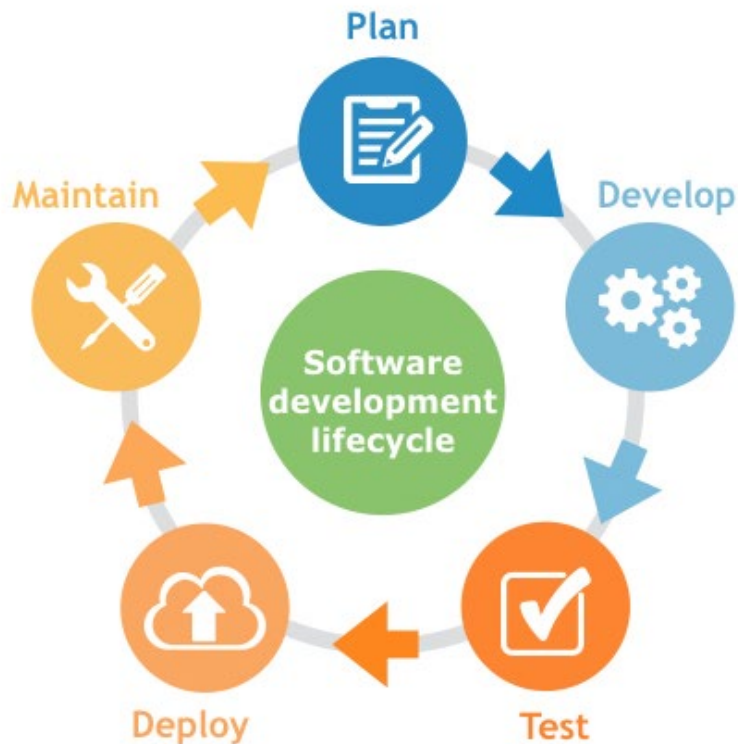 Plan
Develop
Maintain
Software
development
lifecycle
Deploy
Test